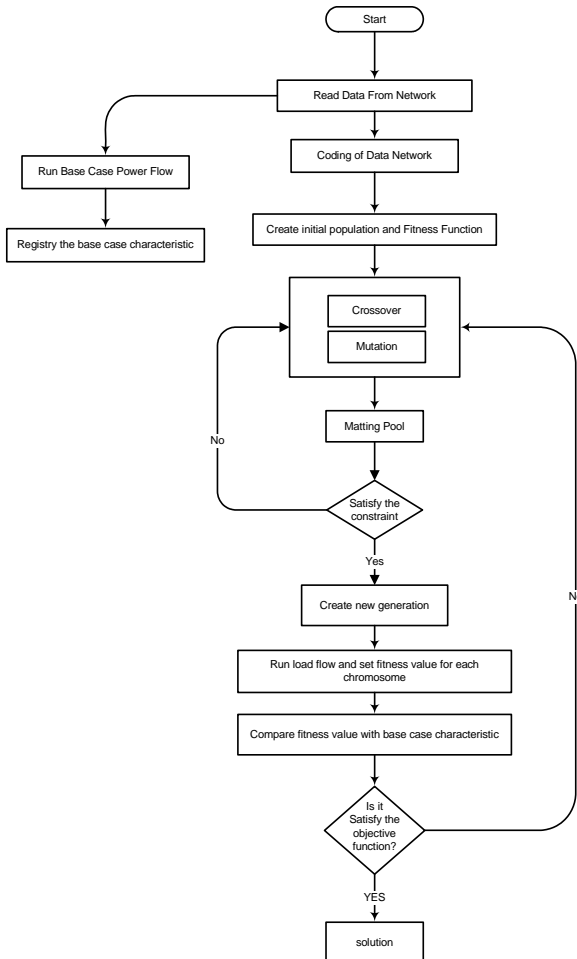 Start
Read Data From Network
Run Base Case Power Flow
Coding of Data Network
Registry the base case characteristic
Create initial population and Fitness Function
Crossover
Mutation
Matting Pool
No
Satisfy the
constraint
Yes
Create new generation
N
Run load flow and set fitness value for each
chromosome
Compare fitness value with base case characteristic
Is it
Satisfy the
objective
function?
YES
solution